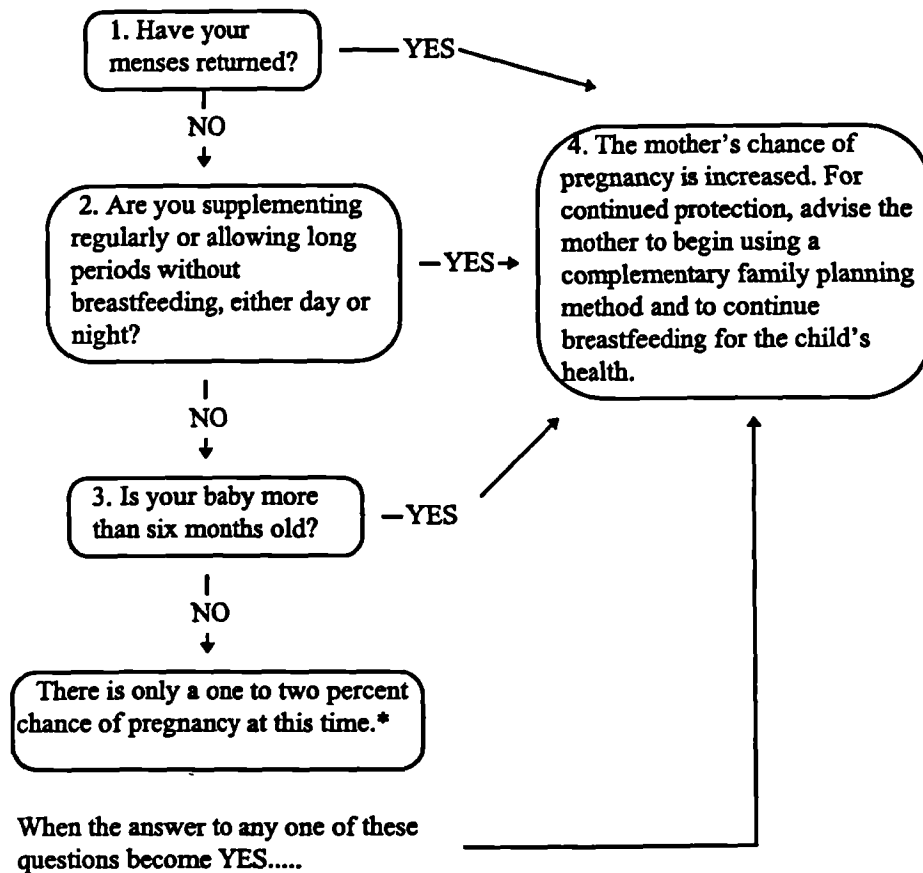 1. Have your
menses returned?
YES
NO
2. Are you supplementing
regularly or allowing long
periods without
breastfeeding, either day or
night?
YES
4. The mother's chance of
pregnancy is increased. For
continued protection, advise the
mother to begin using a
complementary family planning
method and to continue
breastfeeding for the child's
health.
NO
3. Is your baby more
than six months old?
YES
NO
There is only a one to two percent
chance of pregnancy at this time.*
When the answer to any one of these
questions become YES.....